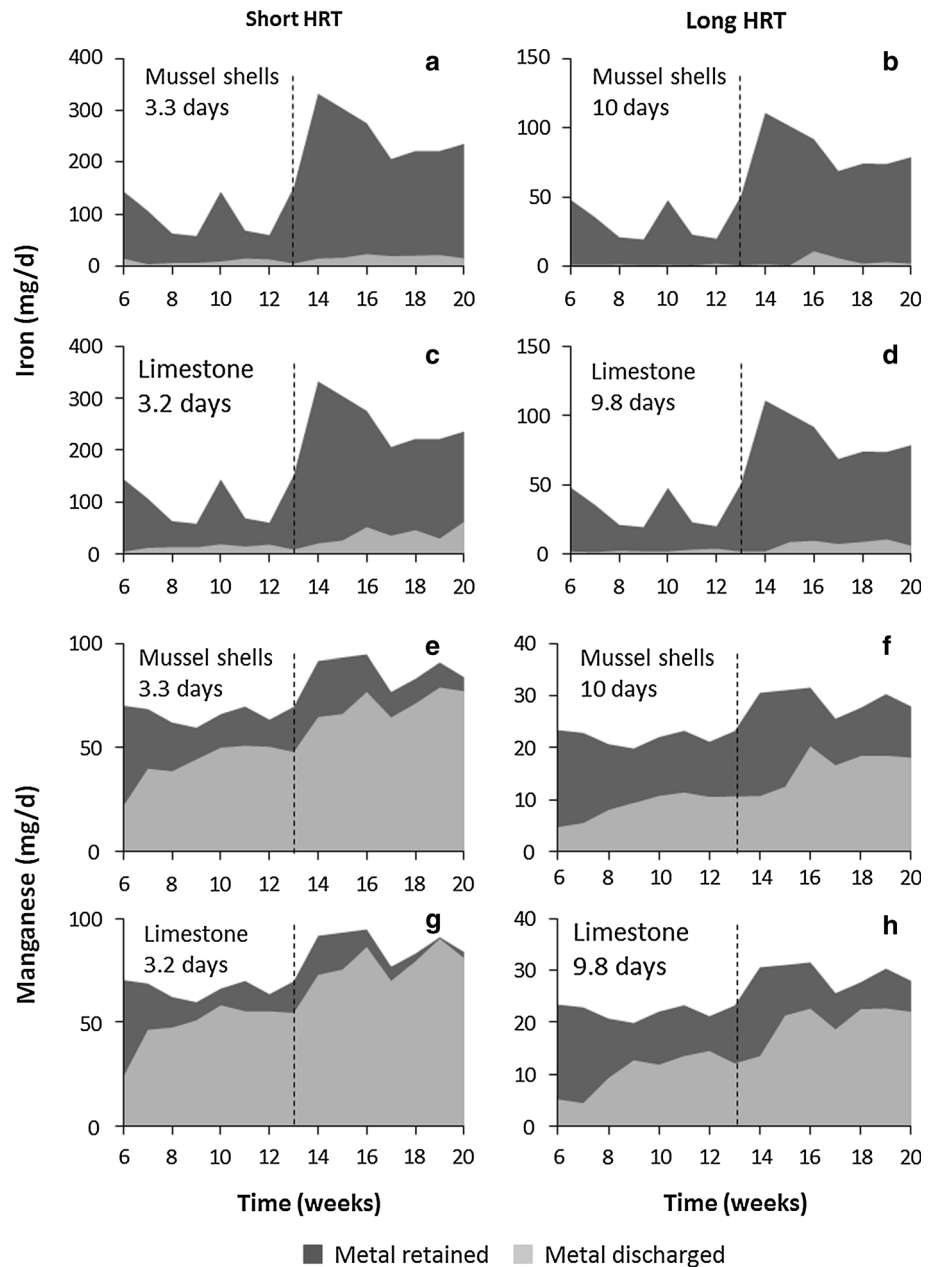 Short HRT
Long HRT
Iron (mg/d)
400
300
200
100
0
Mussel shells
3.3 days
a
6 8 10 12 14 16 18 20
150
100
50
0
Mussel shells
10 days
b
6 8 10 12 14 16 18 20
400
300
200
100
0
Limestone
3.2 days
c
6 8 10 12 14 16 18 20
150
100
50
0
Limestone
9.8 days
d
6 8 10 12 14 16 18 20
Manganese (mg/d)
100
50
0
Mussel shells
3.3 days
e
6 8 10 12 14 16 18 20
40
30
20
10
0
Mussel shells
10 days
f
6 8 10 12 14 16 18 20
100
50
0
Limestone
3.2 days
g
6 8 10 12 14 16 18 20
40
30
20
10
0
Limestone
9.8 days
h
6 8 10 12 14 16 18 20
Time (weeks)
Time (weeks)
Metal retained
Metal discharged